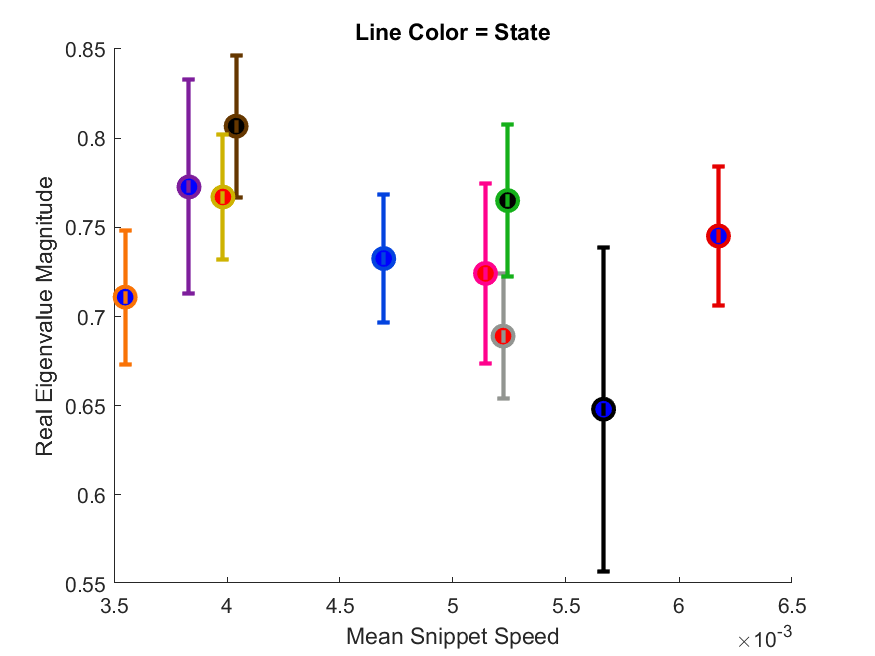 Line Color = State
0.85
0.8
0.75
0.7
0.65
0.6
0.55
Real Eigenvalue Magnitude
3.5 4 4.5 5 5.5 6 6.5
×10⁻³
Mean Snippet Speed